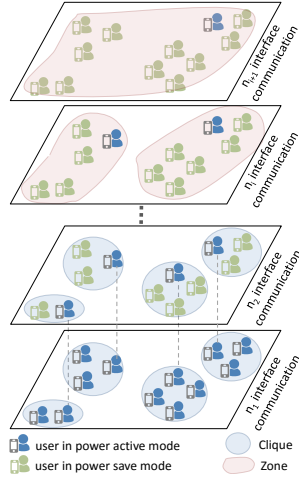 n_{i+1} interface
communication
n_i interface
communication
n_2 interface
communication
n_1 interface
communication
user in power active mode
Clique
user in power save mode
Zone